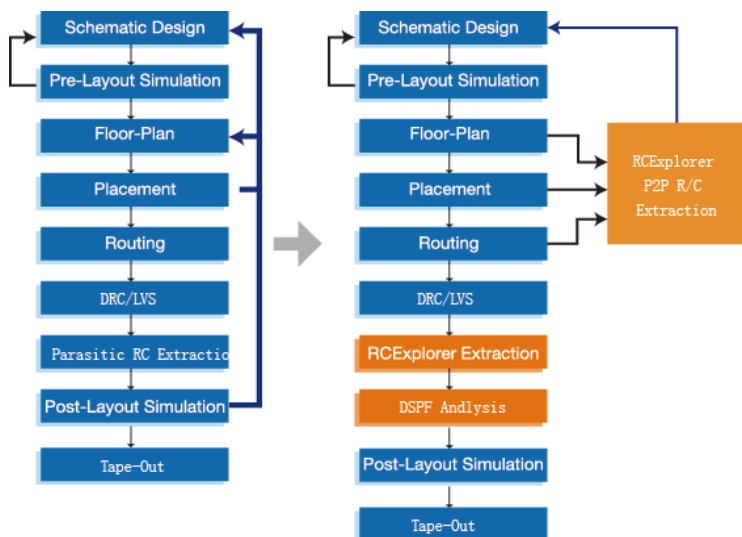 Schematic Design
Pre-Layout Simulation
Floor-Plan
Placement
Routing
DRC/LVS
Parasitic RC Extractio
Post-Layout Simulation
Tape-Out
Schematic Design
Pre-Layout Simulation
Floor-Plan
Placement
Routing
DRC/LVS
RCExplorer Extraction
DSPF Andlysis
Post-Layout Simulation
Tape-Out
RCExplorer
P2P R/C
Extraction